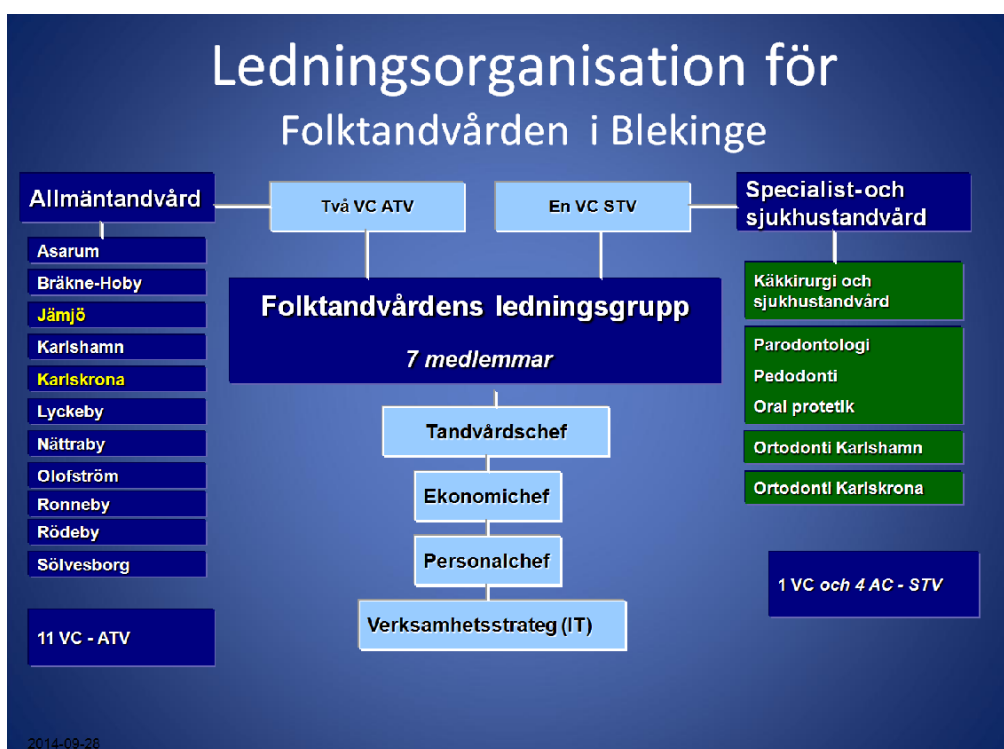 Ledningsorganisation för
Folktandvården i Blekinge
Allmäntandvård
Två VC ATV
En VC STV
Specialist-och
sjukhustandvård
Asarum
Bräkne-Hoby
Jämjö
Karlshamn
Karlskrona
Lyckeby
Nättraby
Olofström
Ronneby
Rödeby
Sölvesborg
11 VC - ATV
Folktandvårdens ledningsgrupp
7 medlemmar
Tandvårdschef
Ekonomichef
Personalchef
Verksamhetsstrateg (IT)
Käkkirurgi och
sjukhustandvård
Parodontologi
Pedodonti
Oral protetik
Ortodonti Karlshamn
Ortodonti Karlskrona
1 VC och 4 AC - STV
2014-09-28